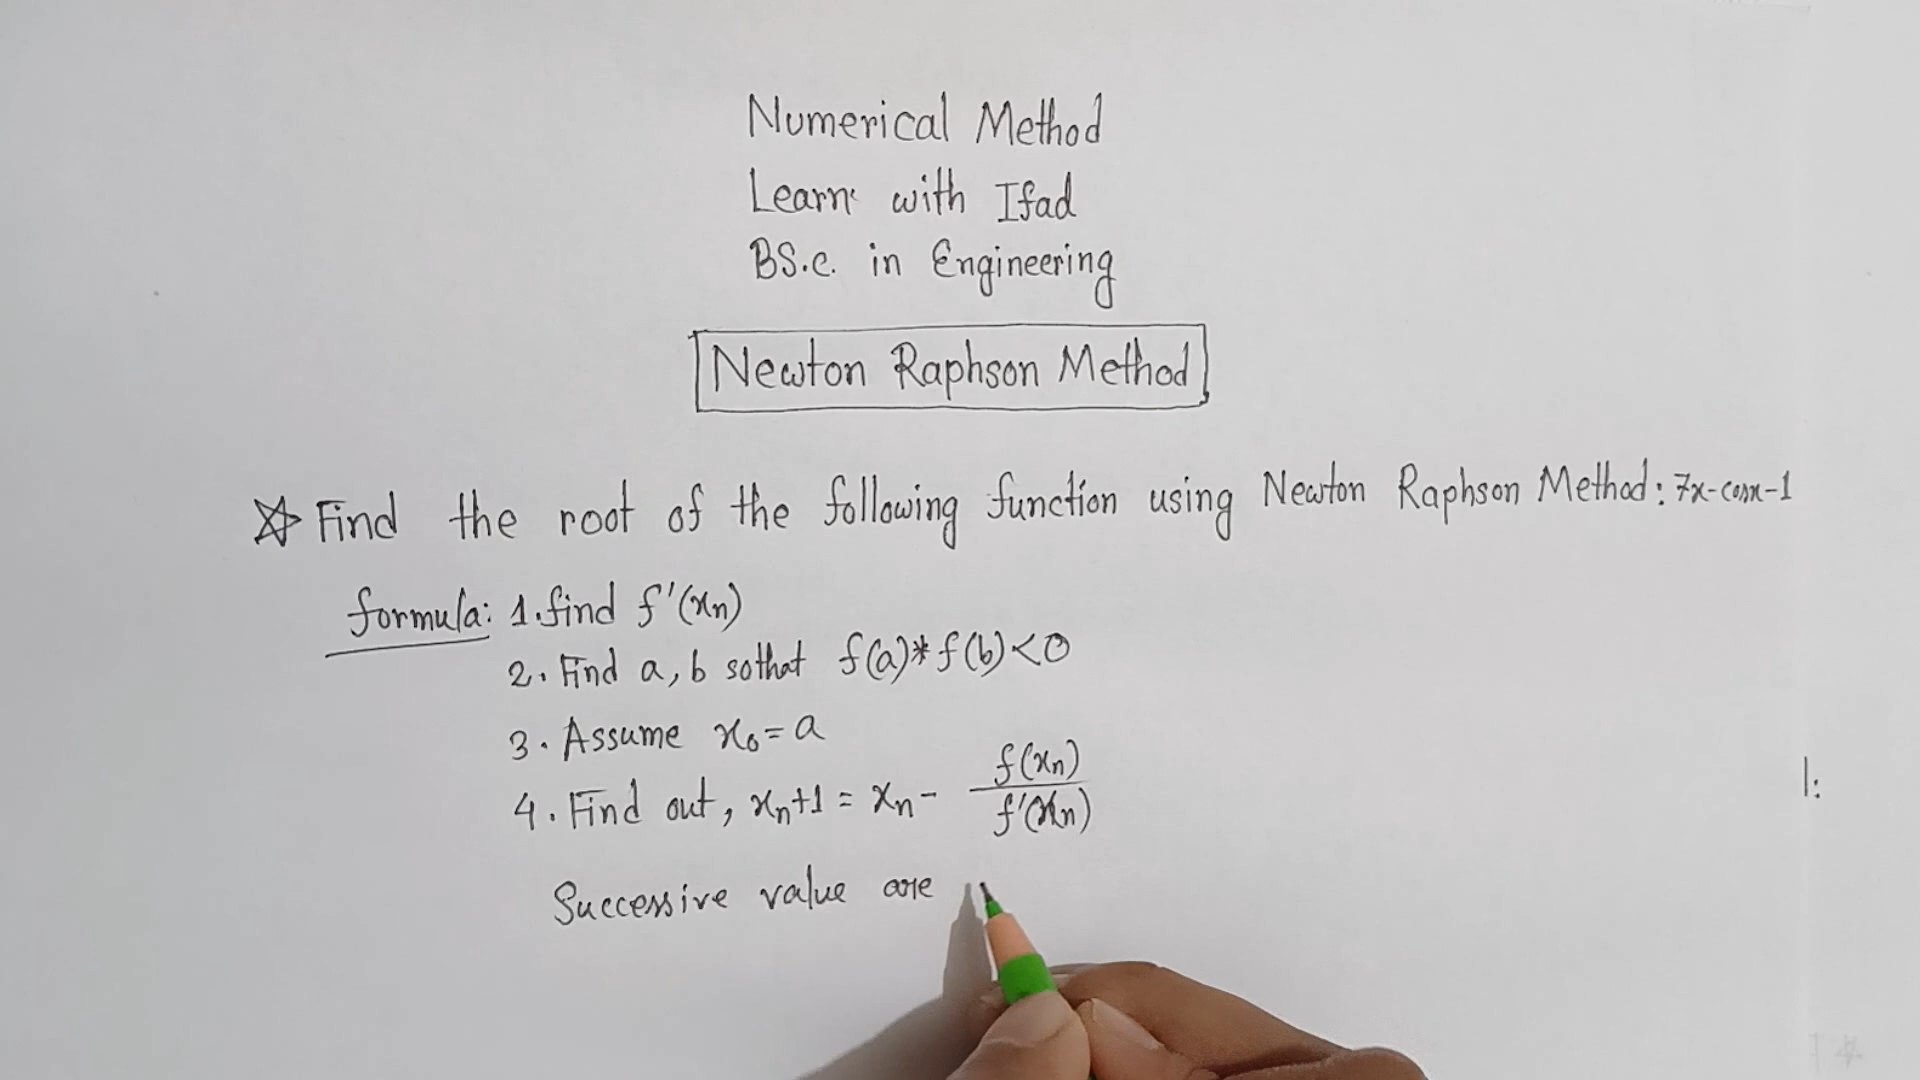 Numerical Method
Learn with Ifad
BS.c. in Engineering
Newton Raphson Method
Find the root of the following function using Newton Raphson Method: 7x-cosx-1
formula: 1. find f'(xn)
2. Find a, b sothat f(a)*f(b)<0
3. Assume x0=a
4. Find out, xn+1 = xn - f(xn)/f'(xn)
Successive value are